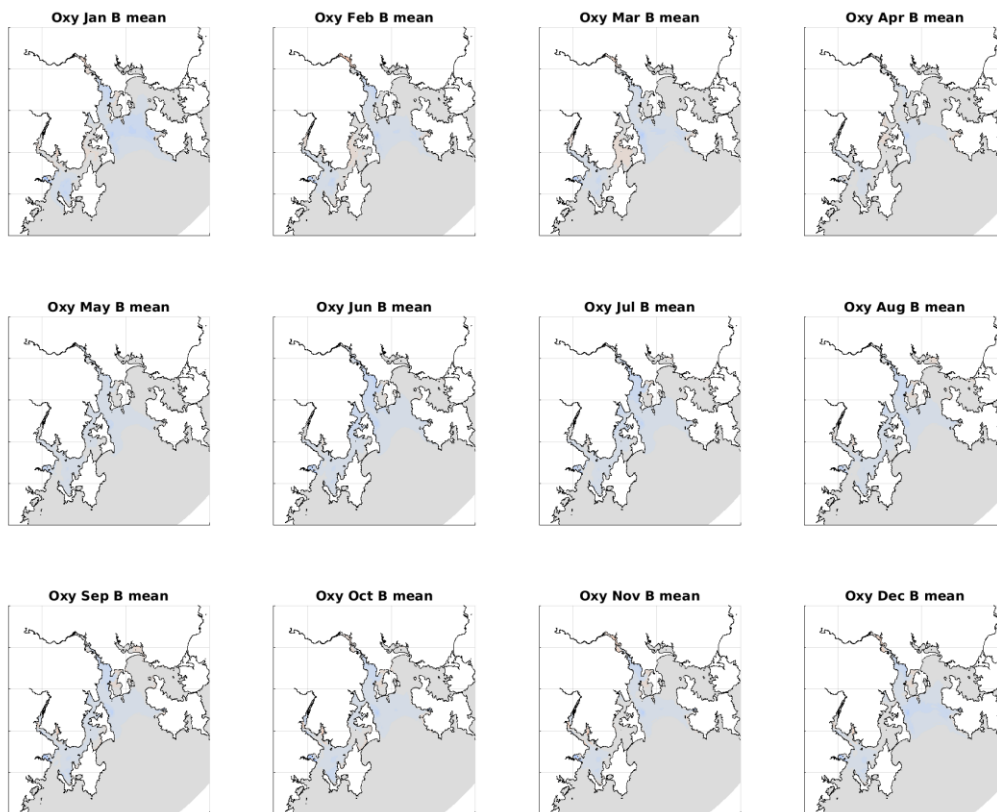 Oxy Jan B mean
Oxy Feb B mean
Oxy Mar B mean
Oxy Apr B mean
Oxy May B mean
Oxy Jun B mean
Oxy Jul B mean
Oxy Aug B mean
Oxy Sep B mean
Oxy Oct B mean
Oxy Nov B mean
Oxy Dec B mean